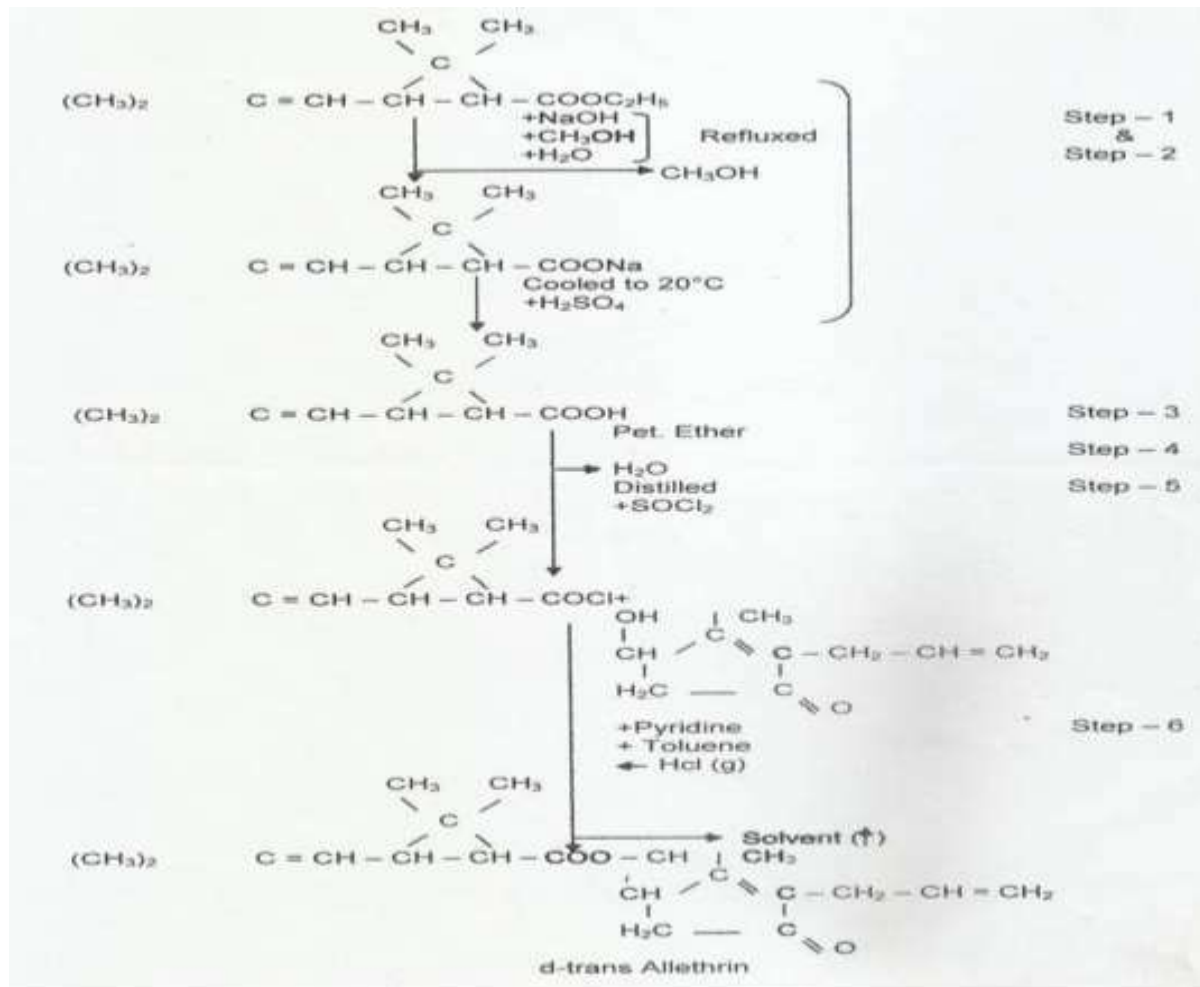 CH₃ CH₃
C
(CH₃)₂ C = CH – CH – CH – COOC₂H₅
+NaOH
+CH₃OH Refluxed
+H₂O
Step – 1
&
Step – 2
CH₃OH
CH₃ CH₃
C
(CH₃)₂ C = CH – CH – CH – COONa
Cooled to 20°C
+H₂SO₄
CH₃ CH₃
C
(CH₃)₂ C = CH – CH – CH – COOH Step – 3
Pet. Ether
Step – 4
H₂O
Distilled Step – 5
+SOCl₂
CH₃ CH₃
C
(CH₃)₂ C = CH – CH – CH – COCl+
OH CH₃
C
CH C – CH₂ – CH = CH₂
H₂C — C
O
+Pyridine Step – 6
+ Toluene
Hcl (g)
CH₃ CH₃
C
Solvent (↑)
(CH₃)₂ C = CH – CH – CH – COO – CH CH₃
C
CH C – CH₂ – CH = CH₂
H₂C — C
O
d-trans Allethrin